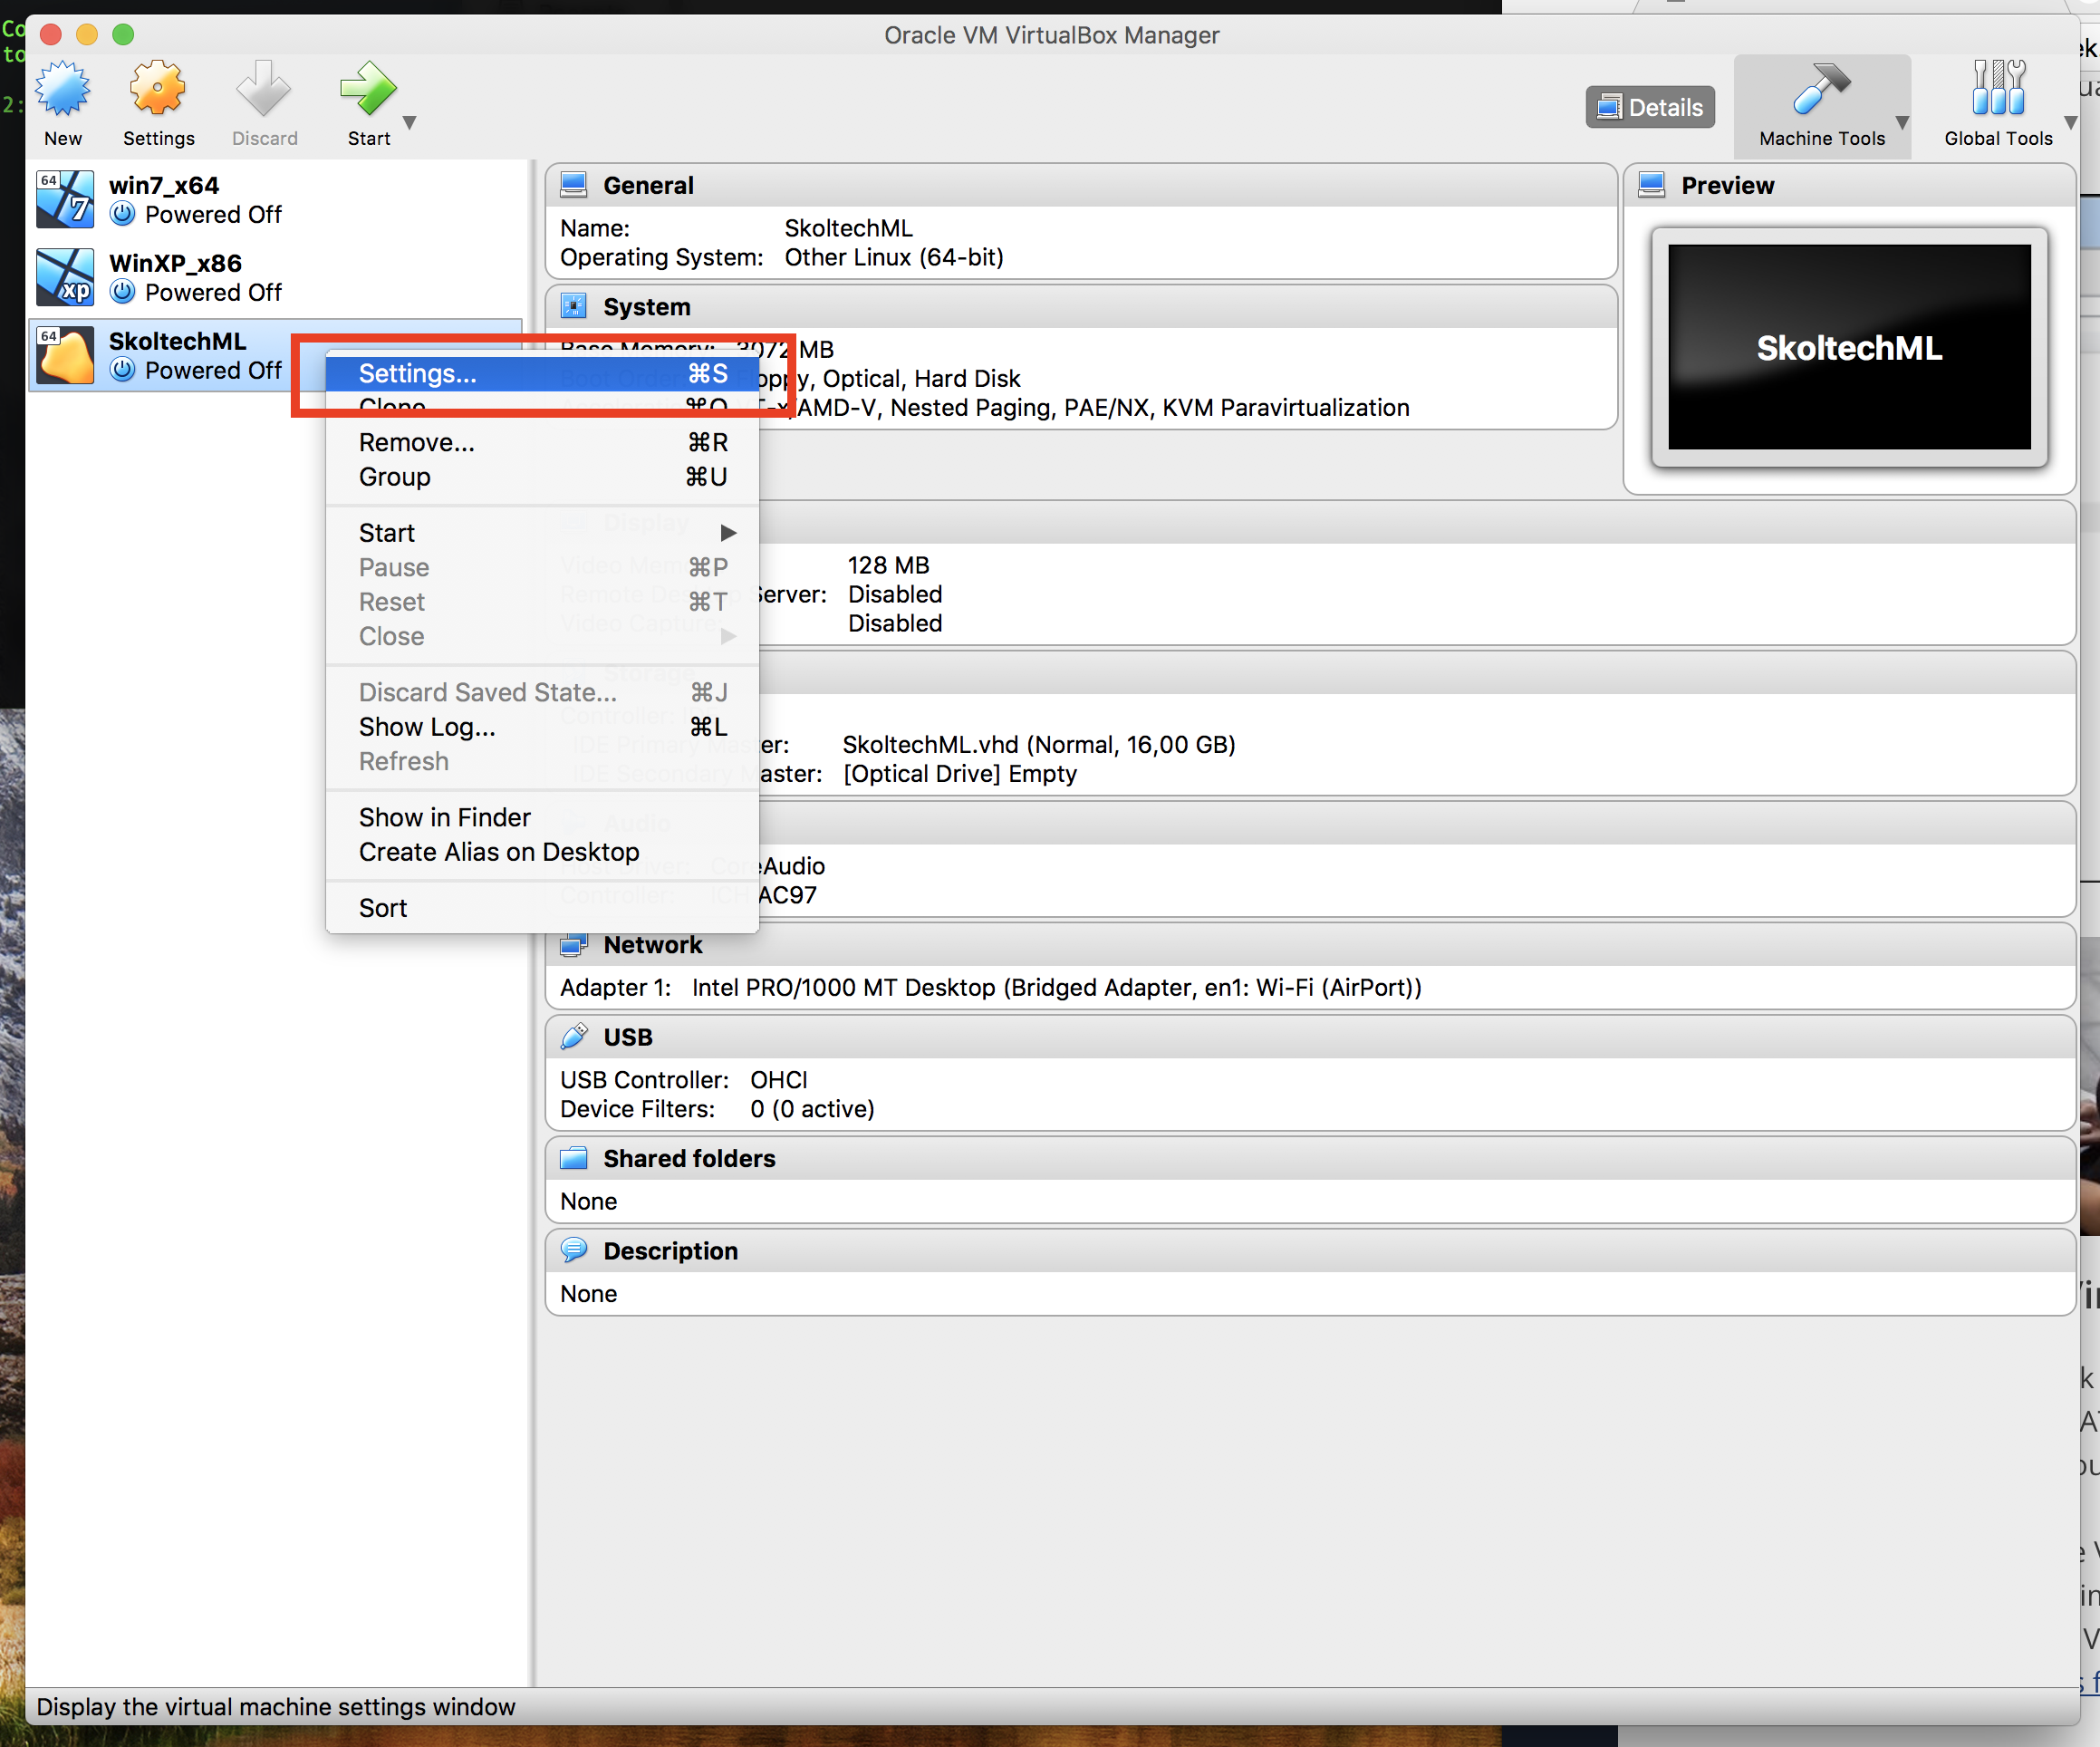 Oracle VM VirtualBox Manager
New
Settings
Discard
Start
Details
Machine Tools
Global Tools
64
7
win7_x64
Powered Off
xp
WinXP_x86
Powered Off
64
SkoltechML
Powered Off
General
Name: SkoltechML
Operating System: Other Linux (64-bit)
Preview
SkoltechML
System
Base Memory: 3072 MB
Floppy, Optical, Hard Disk
VT-x/AMD-V, Nested Paging, PAE/NX, KVM Paravirtualization
Settings... ⌘S
Clone ⌘O
Remove... ⌘R
Group ⌘U
Start
Pause ⌘P
Reset ⌘T
Close
Discard Saved State... ⌘J
Show Log... ⌘L
Refresh
Show in Finder
Create Alias on Desktop
Sort
Display
128 MB
Remote Desktop Server: Disabled
Video Capture: Disabled
Storage
Controller: IDE
IDE Primary Master: SkoltechML.vhd (Normal, 16,00 GB)
IDE Secondary Master: [Optical Drive] Empty
Audio
Host Driver: CoreAudio
Controller: ICH AC97
Network
Adapter 1: Intel PRO/1000 MT Desktop (Bridged Adapter, en1: Wi-Fi (AirPort))
USB
USB Controller: OHCI
Device Filters: 0 (0 active)
Shared folders
None
Description
None
Display the virtual machine settings window